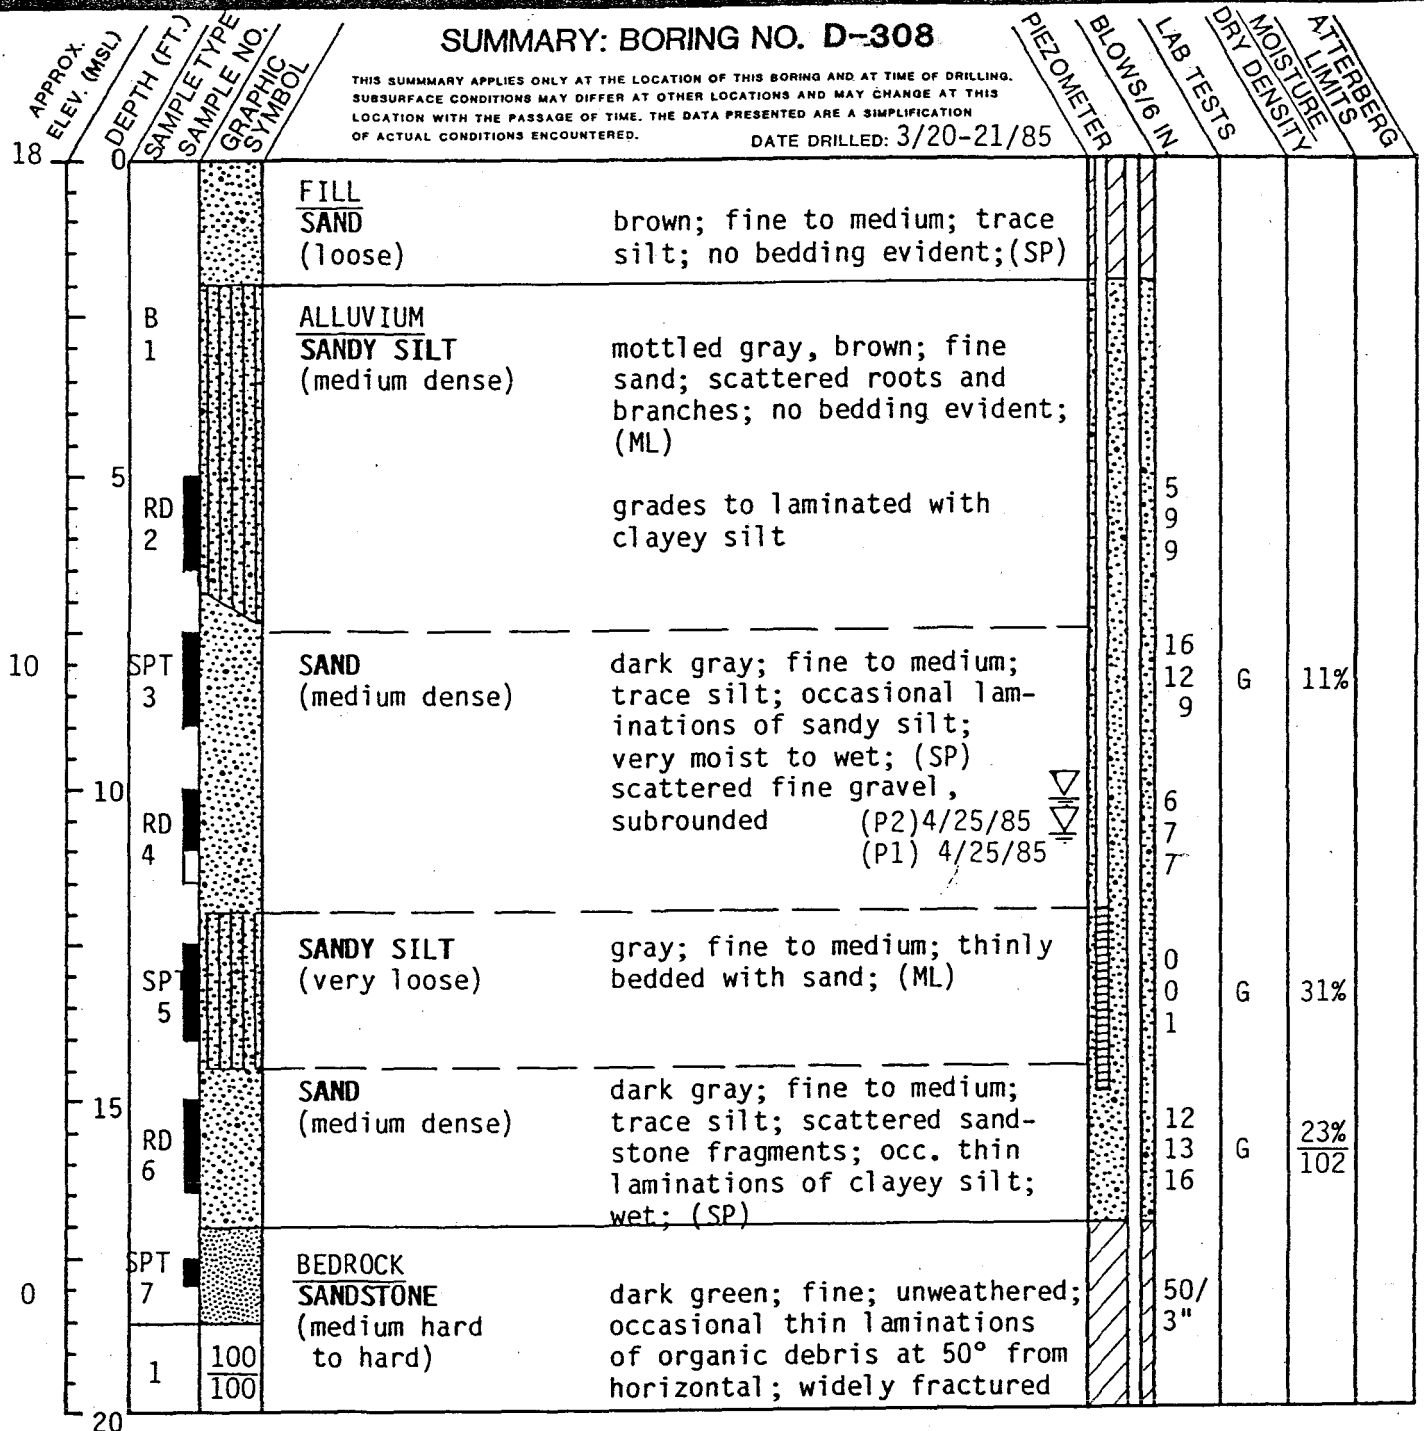 SUMMARY: BORING NO. D-308
THIS SUMMMARY APPLIES ONLY AT THE LOCATION OF THIS BORING AND AT TIME OF DRILLING.
SUBSURFACE CONDITIONS MAY DIFFER AT OTHER LOCATIONS AND MAY CHANGE AT THIS
LOCATION WITH THE PASSAGE OF TIME. THE DATA PRESENTED ARE A SIMPLIFICATION
OF ACTUAL CONDITIONS ENCOUNTERED.
DATE DRILLED: 3/20-21/85
APPROX.
ELEV. (MSL)
DEPTH (FT.)
SAMPLE TYPE
SAMPLE NO.
GRAPHIC
SYMBOL
PIEZOMETER
BLOWS/6 IN.
LAB TESTS
DRY DENSITY
MOISTURE
ATTERBERG
LIMITS
18 0
FILL
SAND brown; fine to medium; trace
(loose) silt; no bedding evident;(SP)
B ALLUVIUM
1 SANDY SILT mottled gray, brown; fine
(medium dense) sand; scattered roots and
branches; no bedding evident;
(ML)
5 5
RD grades to laminated with 9
2 clayey silt 9
16
10 SPT SAND dark gray; fine to medium; 12 G 11%
3 (medium dense) trace silt; occasional lam- 9
inations of sandy silt;
very moist to wet; (SP)
10 scattered fine gravel, 6
RD subrounded (P2)4/25/85 7
4 (P1) 4/25/85 7
SANDY SILT gray; fine to medium; thinly 0
SPT (very loose) bedded with sand; (ML) 0 G 31%
5 1
SAND dark gray; fine to medium;
15 (medium dense) trace silt; scattered sand- 12
RD stone fragments; occ. thin 13 G 23%
6 laminations of clayey silt; 16 102
wet; (SP)
SPT BEDROCK
0 7 SANDSTONE dark green; fine; unweathered; 50/
(medium hard occasional thin laminations 3"
1 100 to hard) of organic debris at 50° from
100 horizontal; widely fractured
20